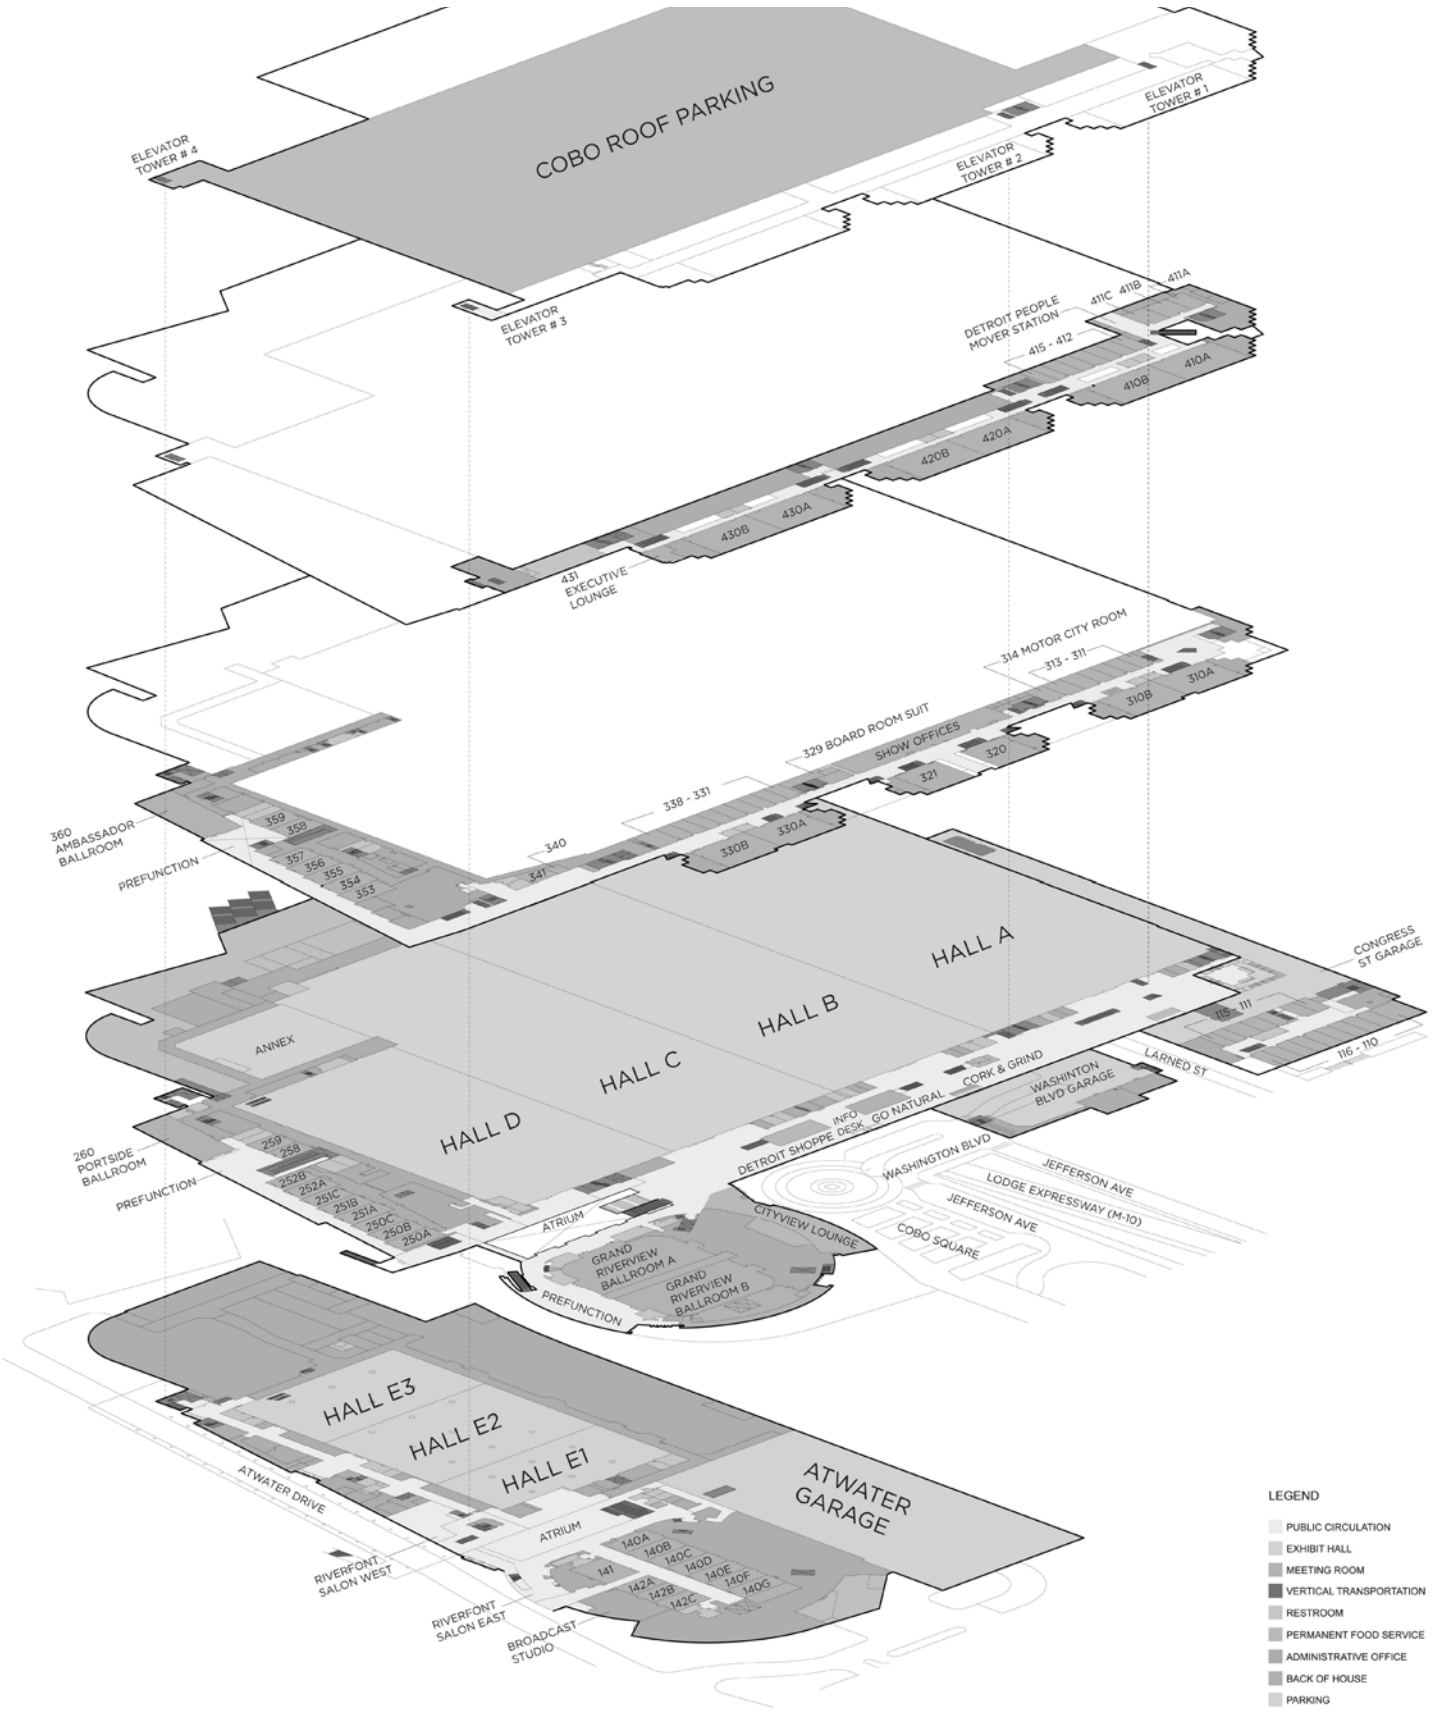 COBO ROOF PARKING
ELEVATOR
TOWER # 1
ELEVATOR
TOWER # 4
ELEVATOR
TOWER # 2
ELEVATOR
TOWER # 3
411A
411B
411C
DETROIT PEOPLE
MOVER STATION
415 - 412
410A
410B
420A
420B
430A
430B
431
EXECUTIVE
LOUNGE
314 MOTOR CITY ROOM
313 - 311
310A
310B
329 BOARD ROOM SUIT
SHOW OFFICES
320
321
338 - 331
330A
330B
340
341
360
AMBASSADOR
BALLROOM
PREFUNCTION
359
358
357
356
355
354
353
HALL A
HALL B
HALL C
HALL D
ANNEX
CONGRESS
ST GARAGE
115 - 111
116 - 110
LARNED ST
CORK & GRIND
WASHINTON
BLVD GARAGE
GO NATURAL
INFO
DESK
DETROIT SHOPPE
260
PORTSIDE
BALLROOM
PREFUNCTION
259
258
252B
252A
251C
251B
251A
250C
250B
250A
ATRIUM
CITYVIEW LOUNGE
GRAND
RIVERVIEW
BALLROOM A
GRAND
RIVERVIEW
BALLROOM B
PREFUNCTION
WASHINGTON BLVD
JEFFERSON AVE
LODGE EXPRESSWAY (M-10)
JEFFERSON AVE
COBO SQUARE
HALL E3
HALL E2
HALL E1
ATWATER
GARAGE
ATWATER DRIVE
ATRIUM
RIVERFONT
SALON WEST
RIVERFONT
SALON EAST
BROADCAST
STUDIO
140A
140B
140C
140D
140E
140F
140G
141
142A
142B
142C
LEGEND
PUBLIC CIRCULATION
EXHIBIT HALL
MEETING ROOM
VERTICAL TRANSPORTATION
RESTROOM
PERMANENT FOOD SERVICE
ADMINISTRATIVE OFFICE
BACK OF HOUSE
PARKING